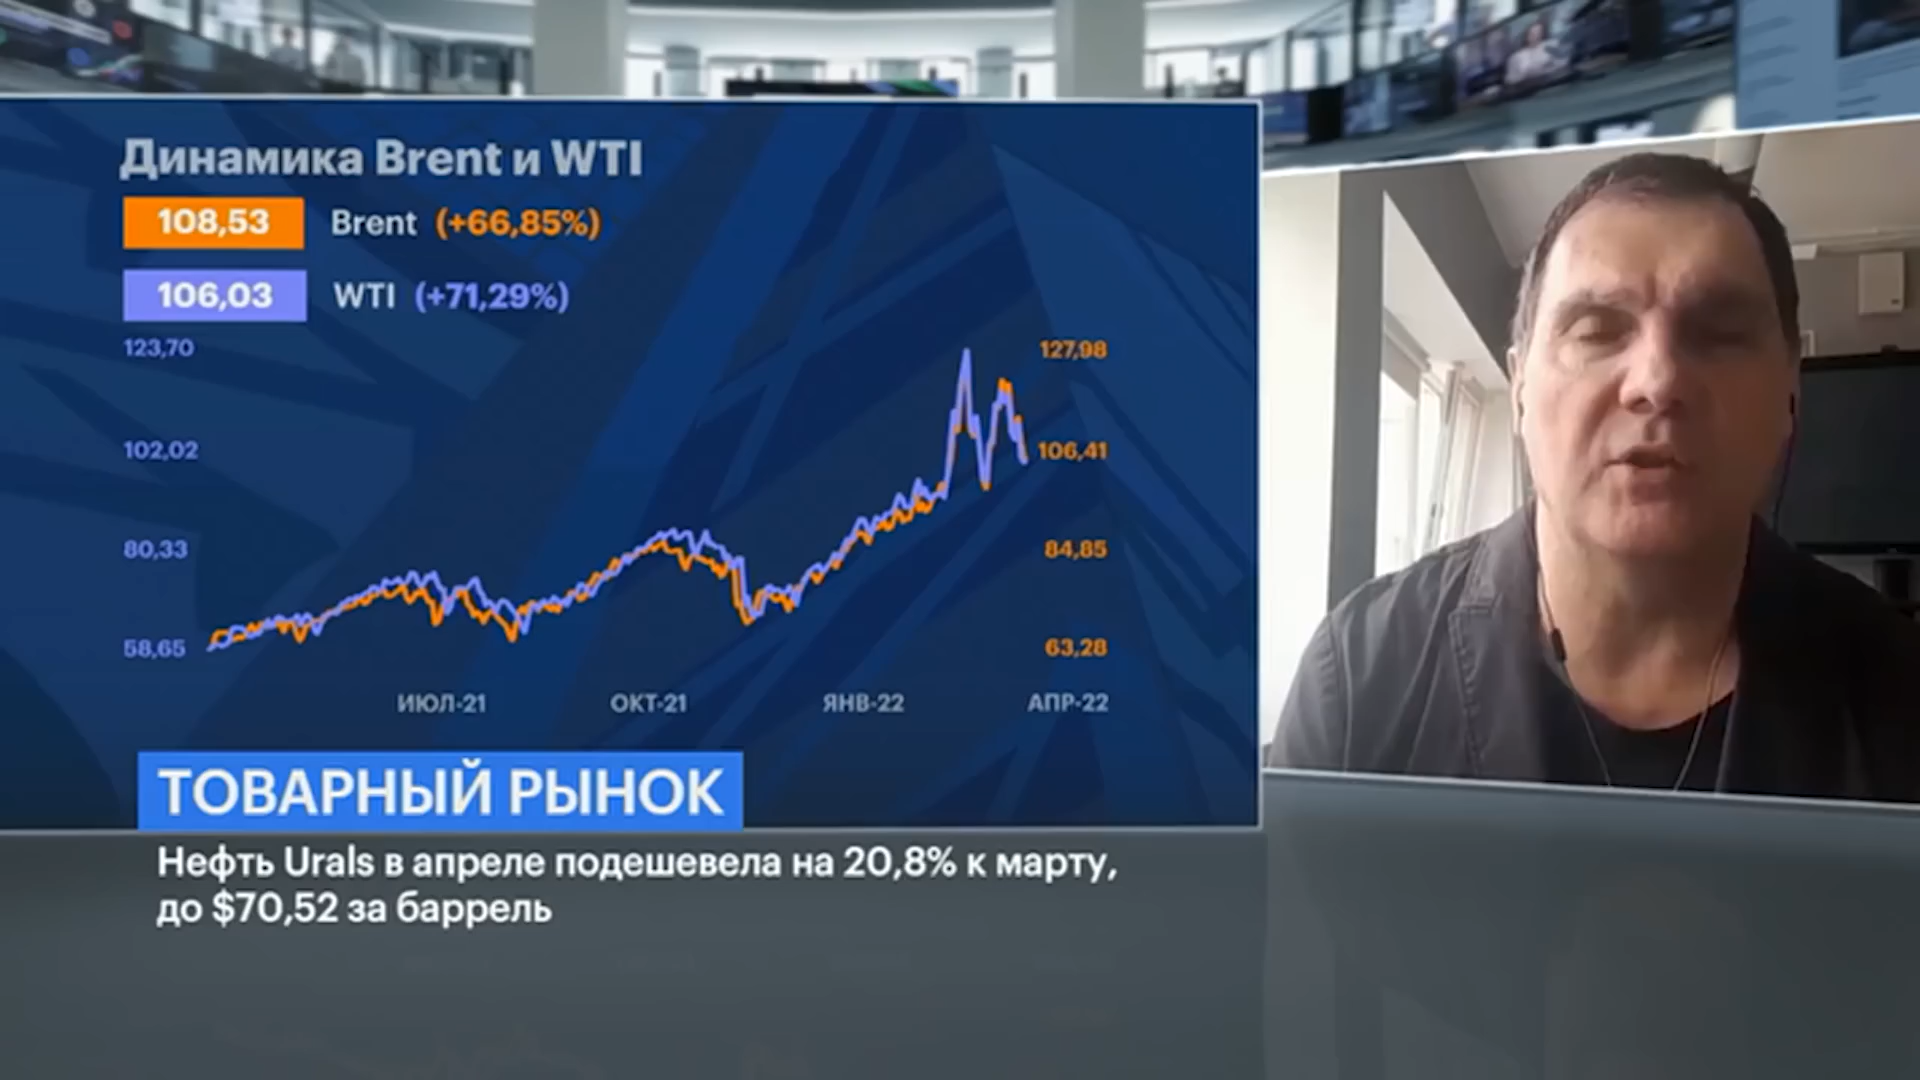 Динамика Brent и WTI
108,53 Brent (+66,85%)
106,03 WTI (+71,29%)
123,70 127,98
102,02 106,41
80,33 84,85
58,65 63,28
ИЮЛ-21 ОКТ-21 ЯНВ-22 АПР-22
ТОВАРНЫЙ РЫНОК
Нефть Urals в апреле подешевела на 20,8% к марту,
до $70,52 за баррель